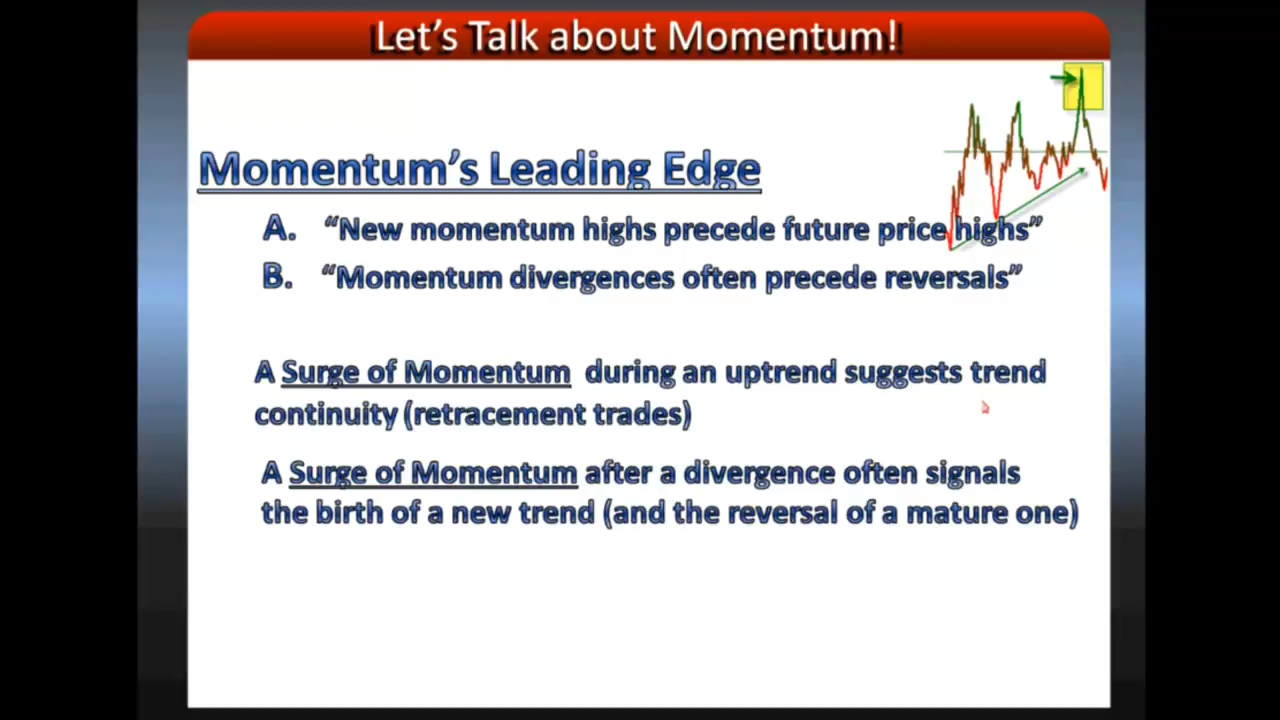 Let's Talk about Momentum!
Momentum's Leading Edge
A. “New momentum highs precede future price highs”
B. “Momentum divergences often precede reversals”
A Surge of Momentum during an uptrend suggests trend
continuity (retracement trades)
A Surge of Momentum after a divergence often signals
the birth of a new trend (and the reversal of a mature one)